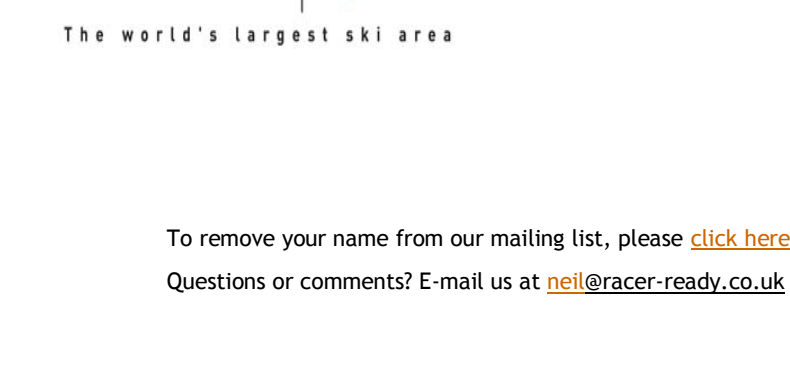 The world's largest ski area
To remove your name from our mailing list, please click here
Questions or comments? E-mail us at neil@racer-ready.co.uk